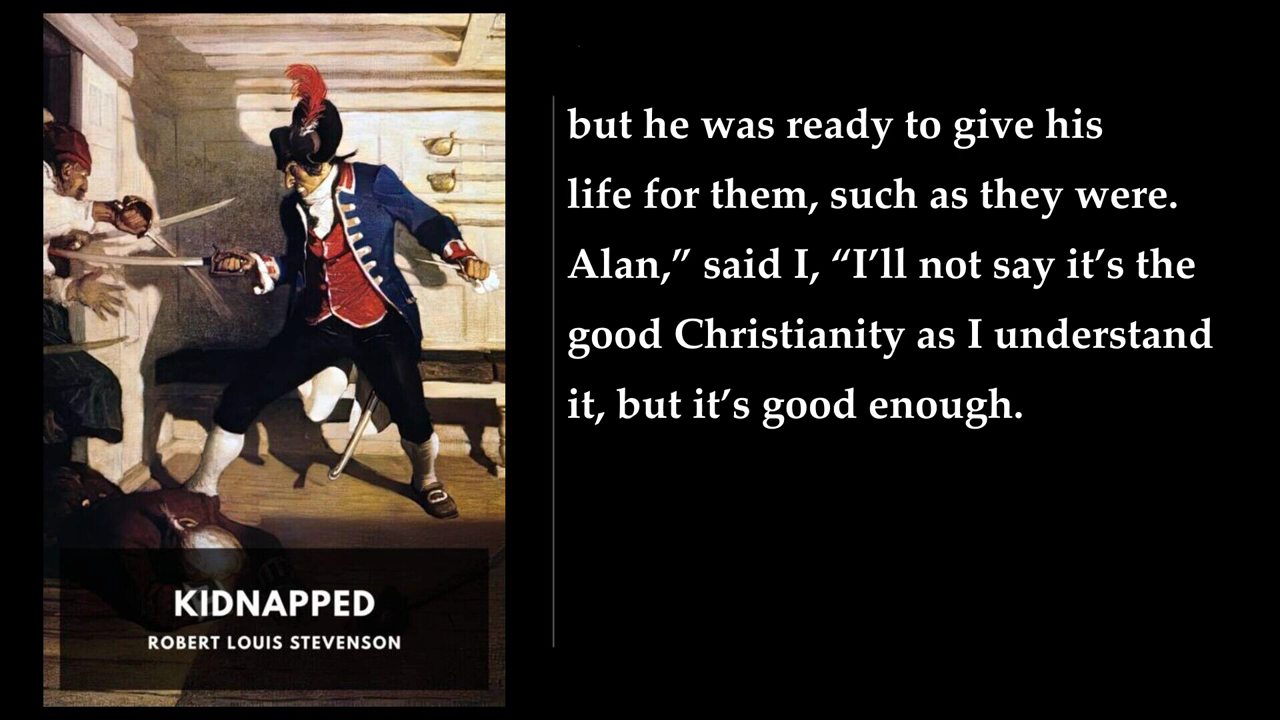 but he was ready to give his
life for them, such as they were.
Alan,” said I, “I’ll not say it’s the
good Christianity as I understand
it, but it’s good enough.
KIDNAPPED
ROBERT LOUIS STEVENSON